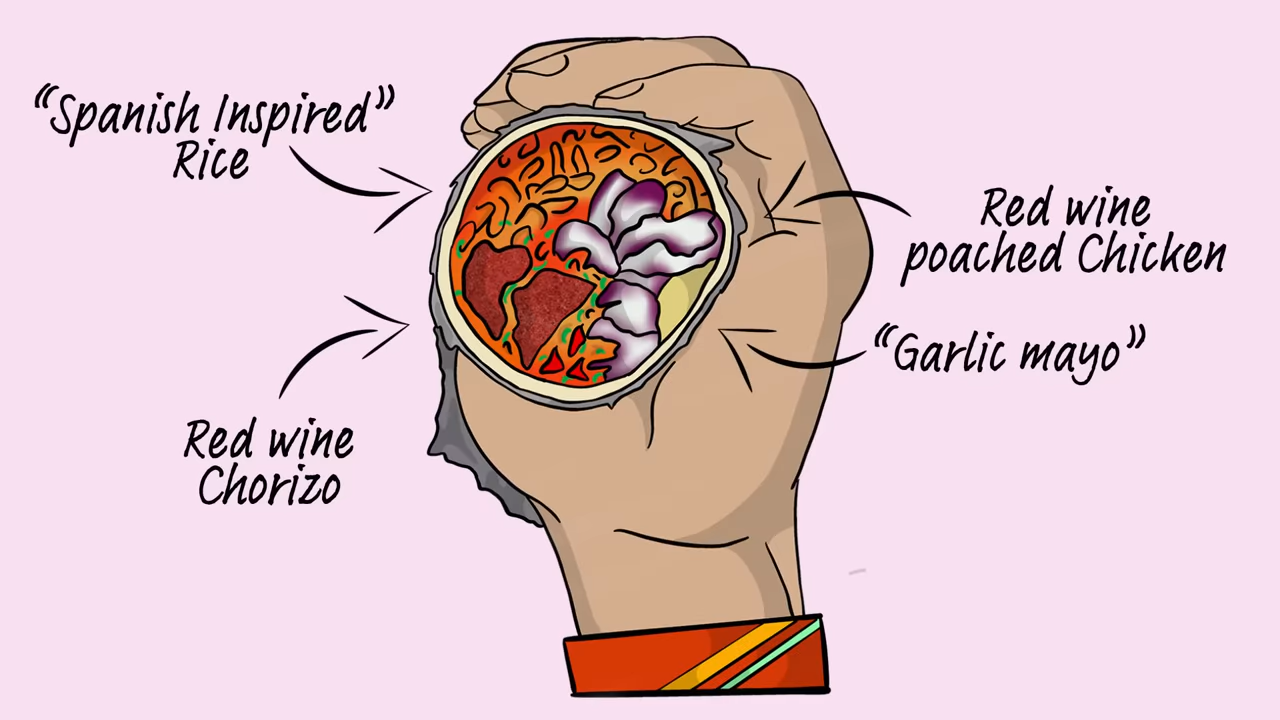 “Spanish Inspired”
Rice
Red wine
poached Chicken
“Garlic mayo”
Red wine
Chorizo